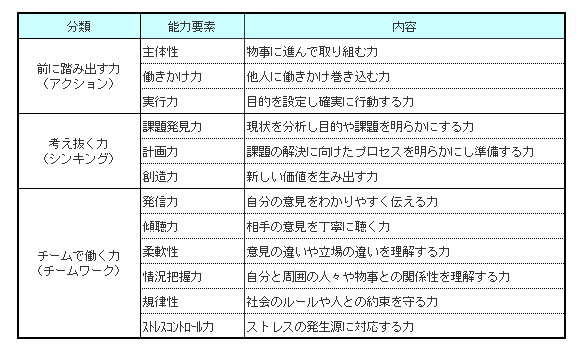 分類 能力要素 内容
前に踏み出す力
（アクション）
主体性 物事に進んで取り組む力
働きかけ力 他人に働きかけ巻き込む力
実行力 目的を設定し確実に行動する力
考え抜く力
（シンキング）
課題発見力 現状を分析し目的や課題を明らかにする力
計画力 課題の解決に向けたプロセスを明らかにし準備する力
創造力 新しい価値を生み出す力
チームで働く力
（チームワーク）
発信力 自分の意見をわかりやすく伝える力
傾聴力 相手の意見を丁寧に聴く力
柔軟性 意見の違いや立場の違いを理解する力
情況把握力 自分と周囲の人々や物事との関係性を理解する力
規律性 社会のルールや人との約束を守る力
ｽﾄﾚｽｺﾝﾄﾛｰﾙ力 ストレスの発生源に対応する力